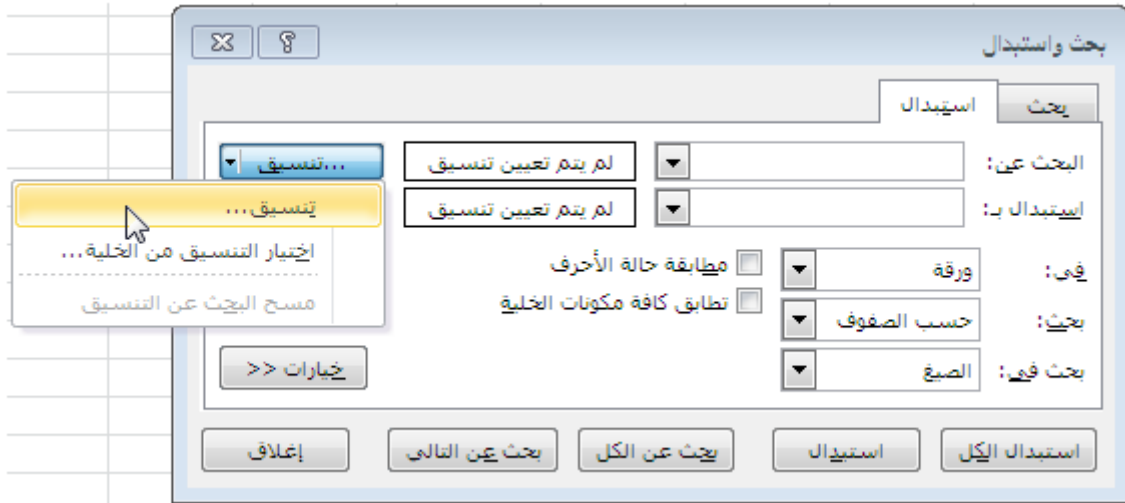 بحث واستبدال
بحث
استبدال
البحث عن:
لم يتم تعيين تنسيق
تنسيق...
استبدال بـ:
لم يتم تعيين تنسيق
تنسيق...
اختيار التنسيق من الخلية...
مسح البحث عن التنسيق
في:
ورقة
مطابقة حالة الأحرف
بحث:
حسب الصفوف
تطابق كافة مكونات الخلية
بحث في:
الصيغ
خيارات <<
استبدال الكل
استبدال
بحث عن الكل
بحث عن التالي
إغلاق